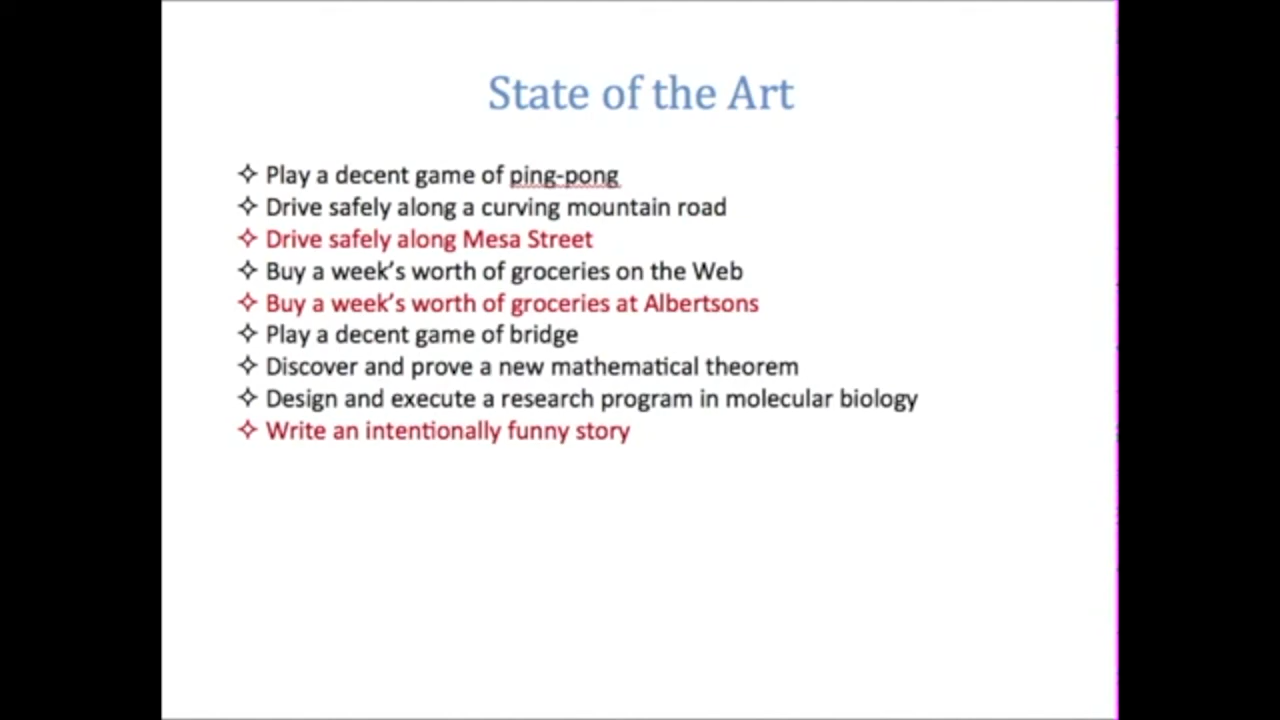 State of the Art
✧ Play a decent game of ping-pong
✧ Drive safely along a curving mountain road
✧ Drive safely along Mesa Street
✧ Buy a week’s worth of groceries on the Web
✧ Buy a week’s worth of groceries at Albertsons
✧ Play a decent game of bridge
✧ Discover and prove a new mathematical theorem
✧ Design and execute a research program in molecular biology
✧ Write an intentionally funny story